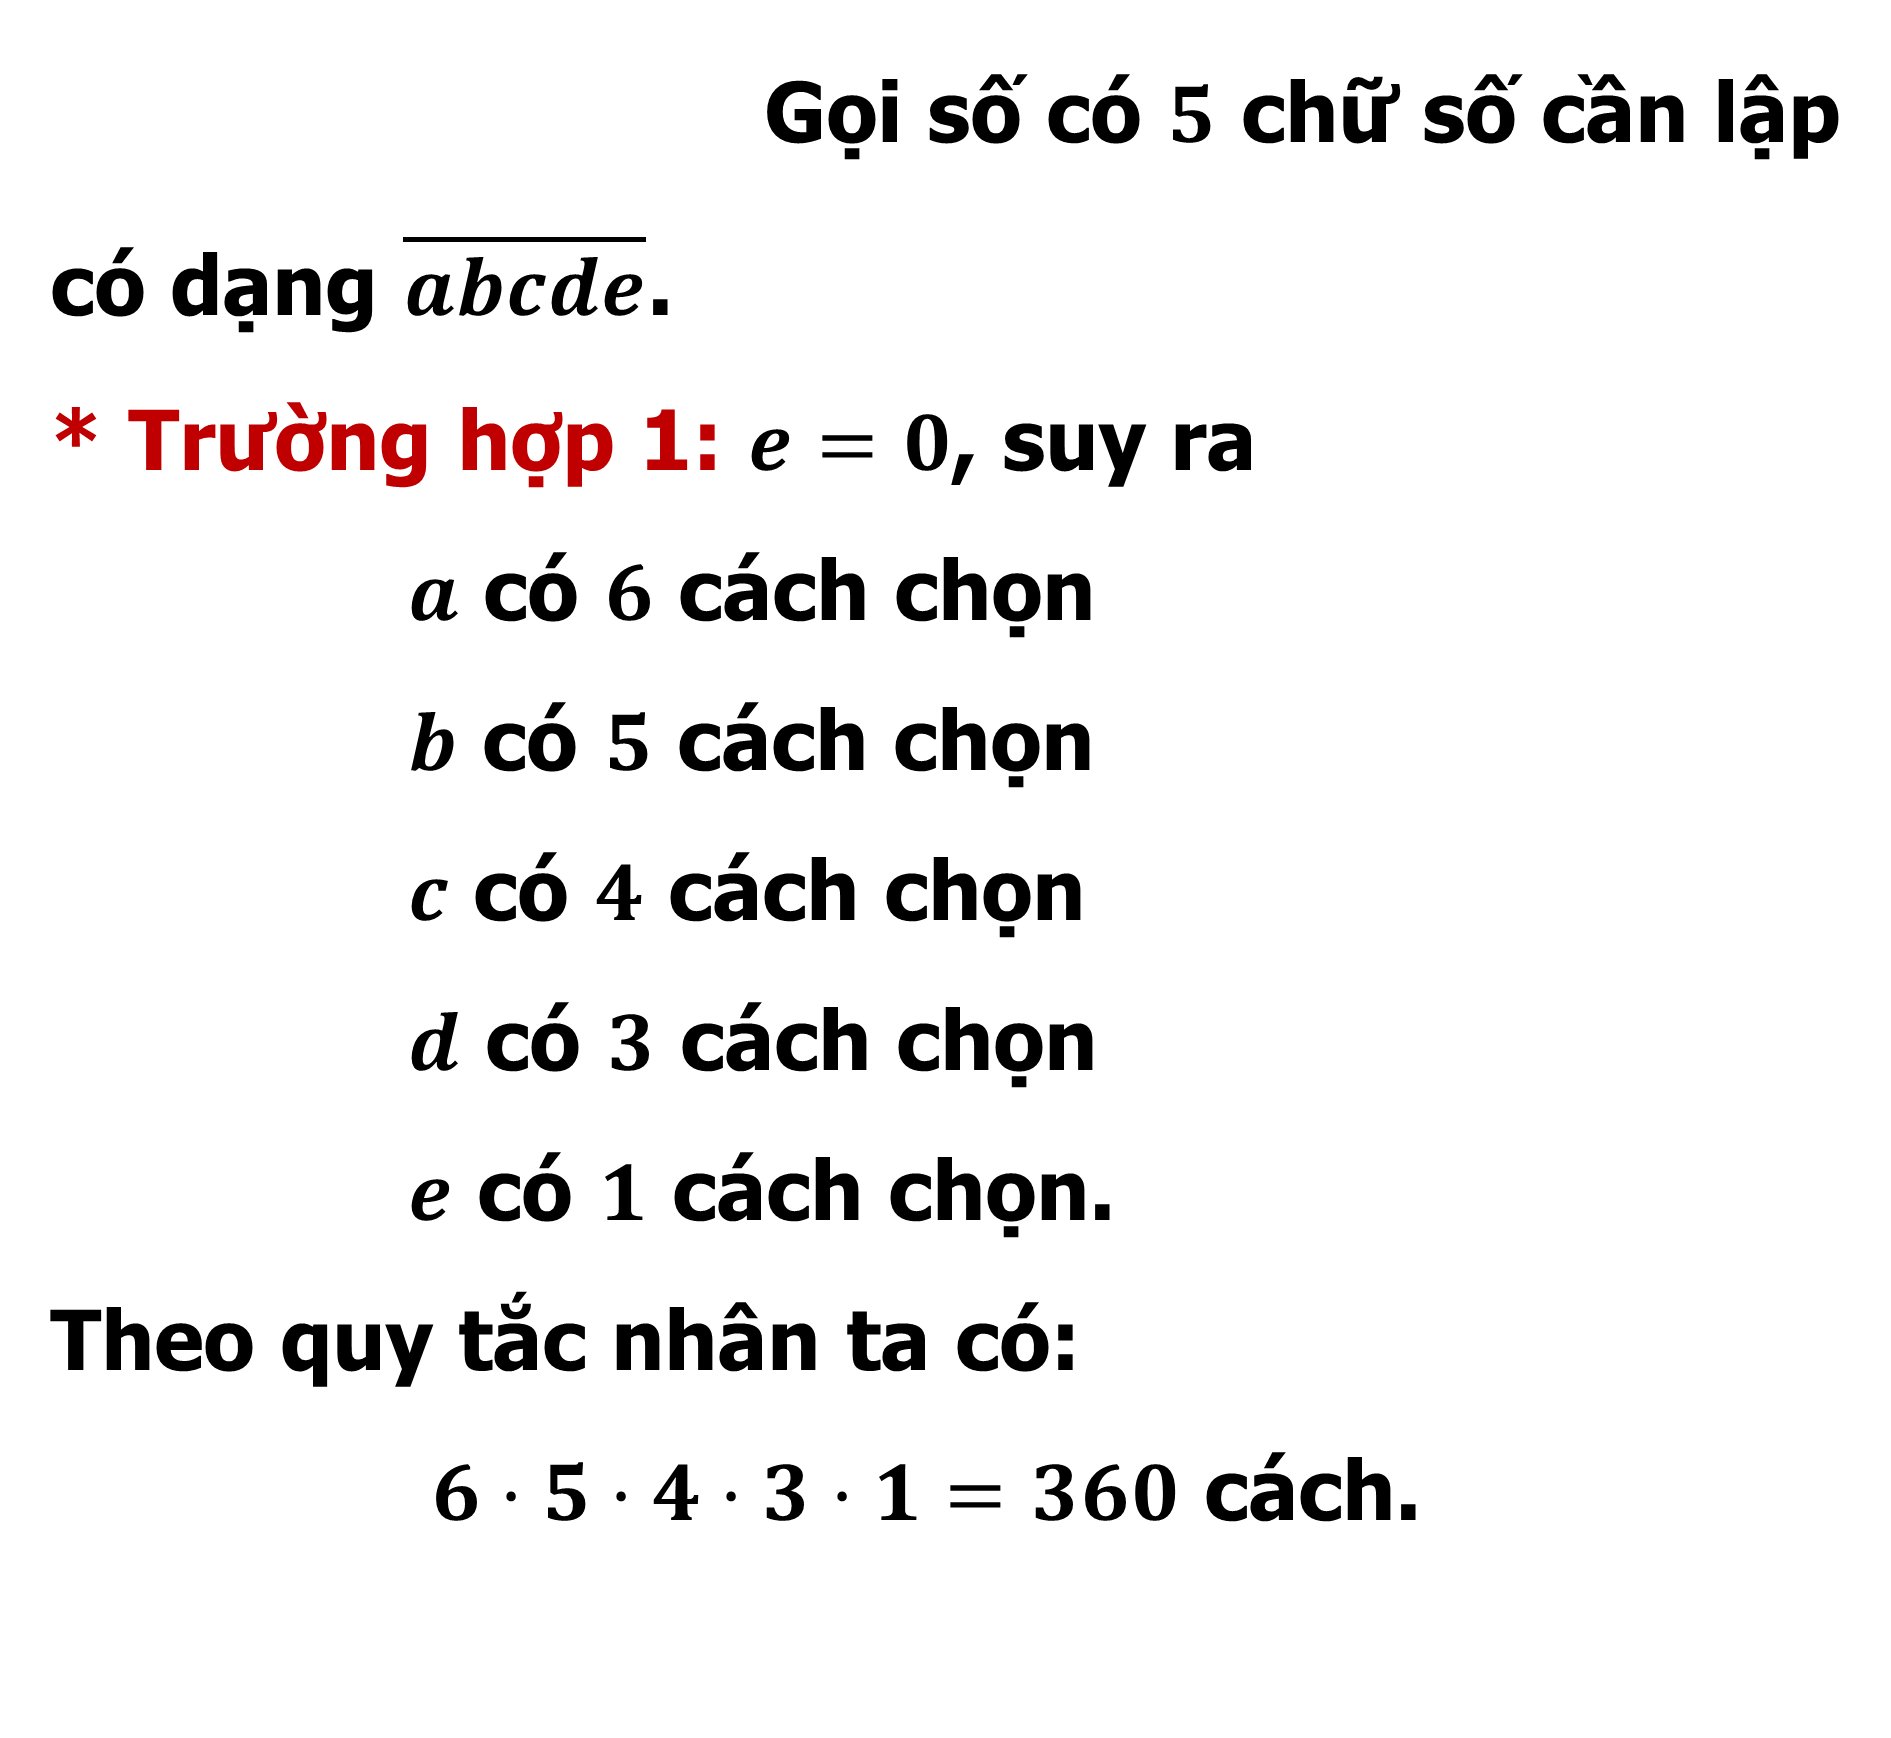 Gọi số có 5 chữ số cần lập
có dạng $\overline{abcde}$.
* Trường hợp 1: e = 0, suy ra
a có 6 cách chọn
b có 5 cách chọn
c có 4 cách chọn
d có 3 cách chọn
e có 1 cách chọn.
Theo quy tắc nhân ta có:
6 · 5 · 4 · 3 · 1 = 360 cách.